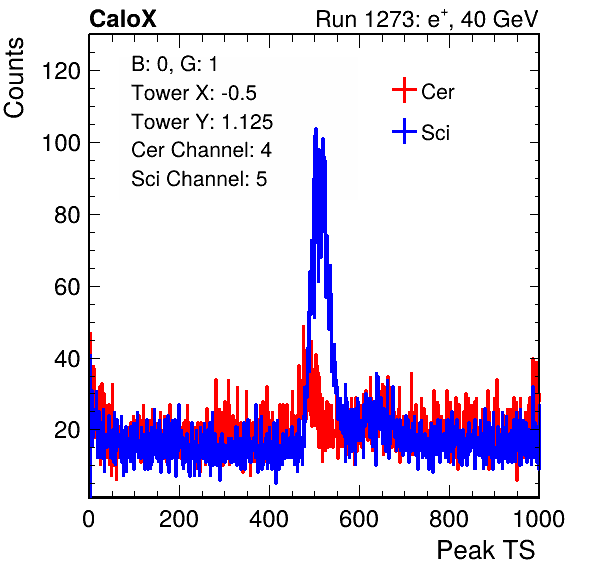 CaloX
Run 1273: e+, 40 GeV
Counts
B: 0, G: 1
Tower X: -0.5
Tower Y: 1.125
Cer Channel: 4
Sci Channel: 5
Cer
Sci
120
100
80
60
40
20
0 200 400 600 800 1000
Peak TS